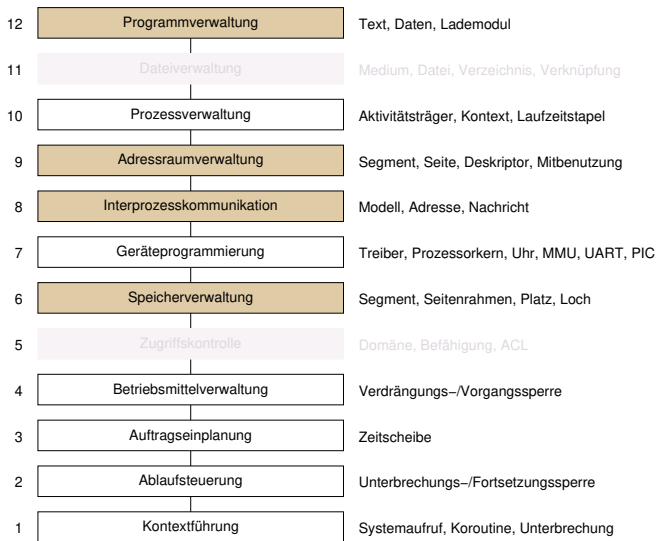 12 Programmverwaltung Text, Daten, Lademodul
11 Dateiverwaltung Medium, Datei, Verzeichnis, Verknüpfung
10 Prozessverwaltung Aktivitätsträger, Kontext, Laufzeitstapel
9 Adressraumverwaltung Segment, Seite, Deskriptor, Mitbenutzung
8 Interprozesskommunikation Modell, Adresse, Nachricht
7 Geräteprogrammierung Treiber, Prozessorkern, Uhr, MMU, UART, PIC
6 Speicherverwaltung Segment, Seitenrahmen, Platz, Loch
5 Zugriffskontrolle Domäne, Befähigung, ACL
4 Betriebsmittelverwaltung Verdrängungs−/Vorgangssperre
3 Auftragseinplanung Zeitscheibe
2 Ablaufsteuerung Unterbrechungs−/Fortsetzungssperre
1 Kontextführung Systemaufruf, Koroutine, Unterbrechung